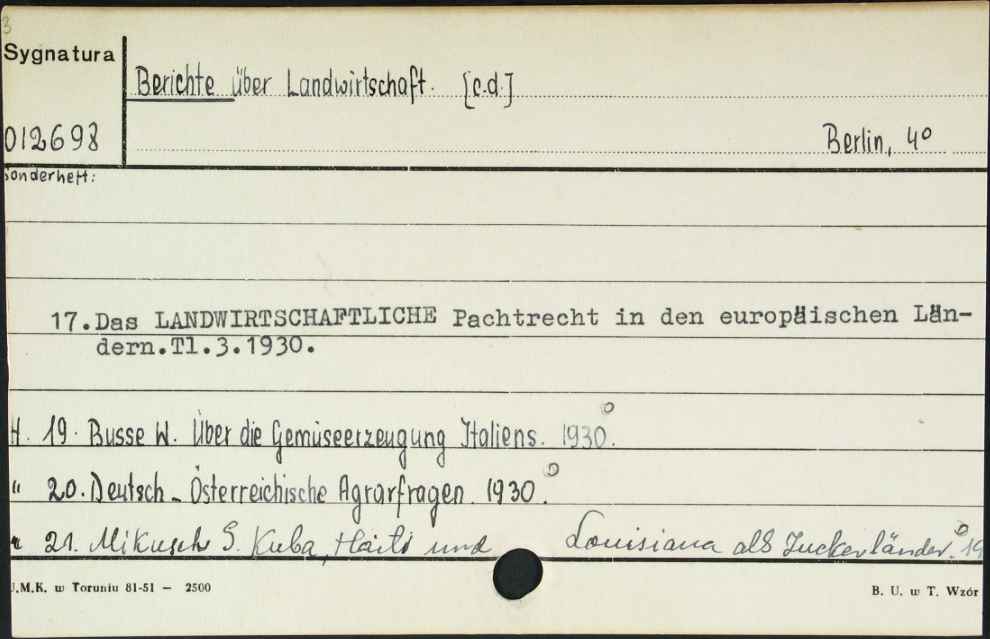 3
Sygnatura
Berichte über Landwirtschaft. [c.d.]
012698
Berlin, 4°
Sonderheft:
17.Das LANDWIRTSCHAFTLICHE Pachtrecht in den europäischen Län-
dern.Tl.3.1930.
H. 19. Busse W. Über die Gemüseerzeugung Italiens. 1930.
" 20. Deutsch-Österreichische Agrarfragen. 1930.
" 21. Mikusch G. Kuba, Haiti und Louisiana als Zuckerländer. 19
U.M.K. w Toruniu 81-51 — 2500
B. U. w T. Wzór